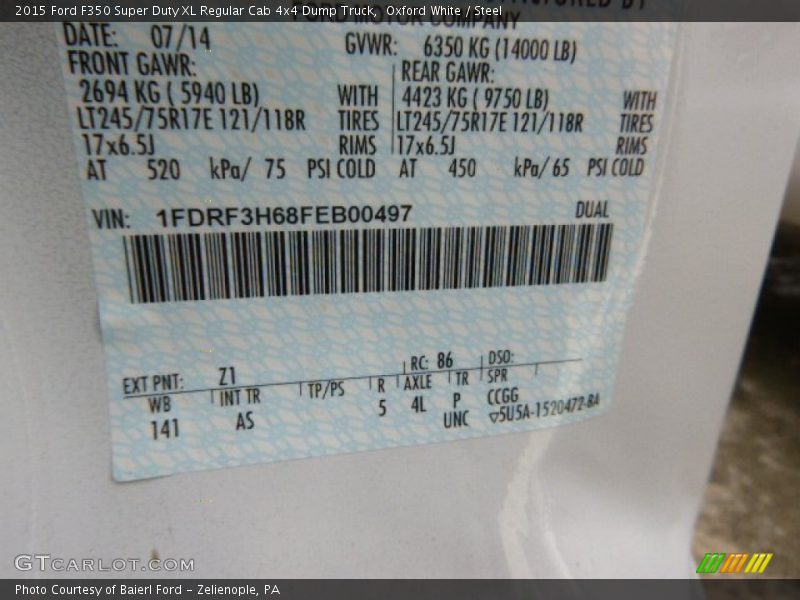 2015 Ford F350 Super Duty XL Regular Cab 4x4 Dump Truck, Oxford White / Steel
FORD MOTOR COMPANY
DATE: 07/14 GVWR: 6350 KG (14000 LB)
FRONT GAWR: REAR GAWR:
2694 KG ( 5940 LB) WITH 4423 KG ( 9750 LB) WITH
LT245/75R17E 121/118R TIRES LT245/75R17E 121/118R TIRES
17x6.5J RIMS 17x6.5J RIMS
AT 520 kPa/ 75 PSI COLD AT 450 kPa/ 65 PSI COLD
VIN: 1FDRF3H68FEB00497 DUAL
EXT PNT: Z1 RC: 86 DSO:
WB INT TR TP/PS R AXLE TR SPR
141 AS 5 4L P CCGG
UNC ▽5U5A-1520472-BA
GTCARLOT.COM
Photo Courtesy of Baierl Ford - Zelienople, PA